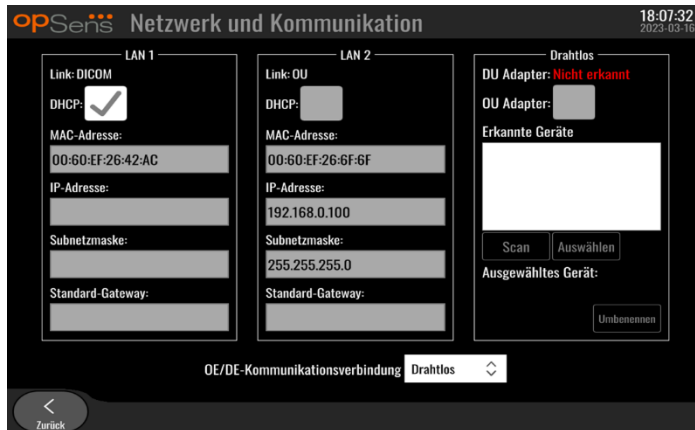 opSens Netzwerk und Kommunikation
18:07:32
2023-03-16
LAN 1
Link: DICOM
DHCP:
MAC-Adresse:
00:60:EF:26:42:AC
IP-Adresse:
Subnetzmaske:
Standard-Gateway:
LAN 2
Link: OU
DHCP:
MAC-Adresse:
00:60:EF:26:6F:6F
IP-Adresse:
192.168.0.100
Subnetzmaske:
255.255.255.0
Standard-Gateway:
Drahtlos
DU Adapter: Nicht erkannt
OU Adapter:
Erkannte Geräte
Scan Auswählen
Ausgewähltes Gerät:
Umbenennen
OE/DE-Kommunikationsverbindung Drahtlos
Zurück